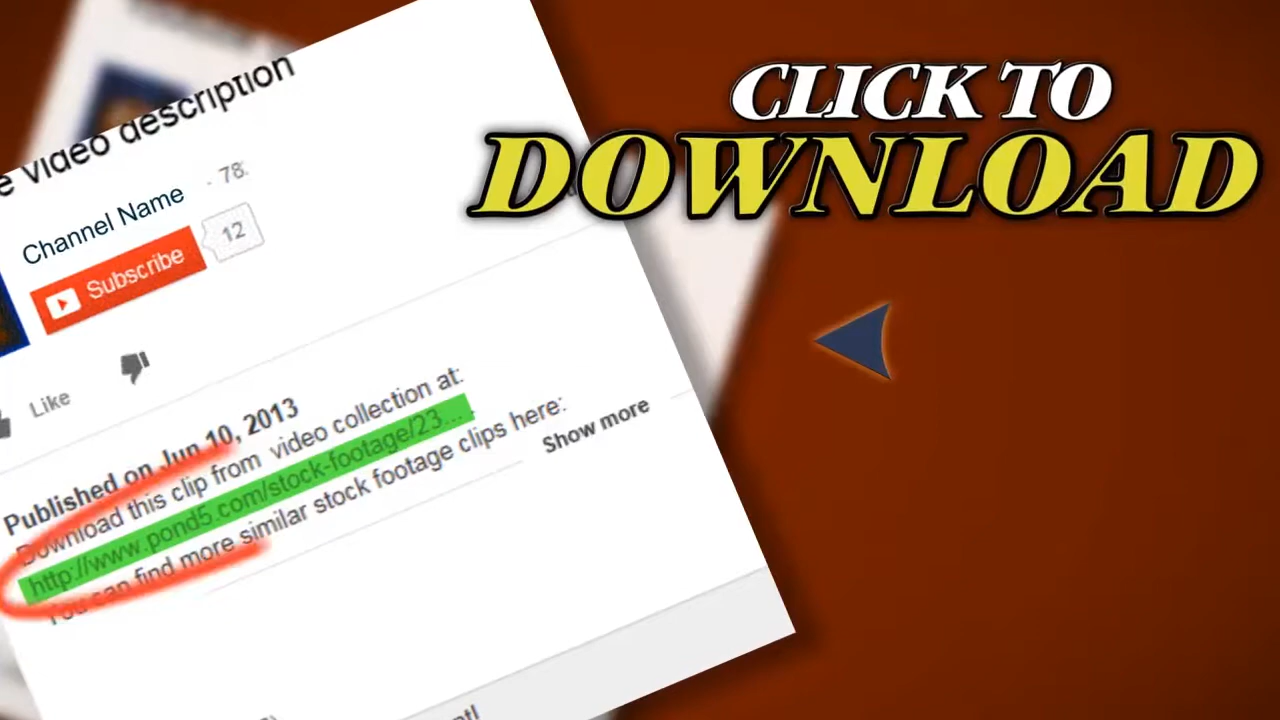 CLICK TO
DOWNLOAD
e video description
Channel Name
· 78
Subscribe
12
Like
Published on Jun 10, 2013
Download this clip from video collection at:
http://www.pond5.com/stock-footage/23...
You can find more similar stock footage clips here:
Show more